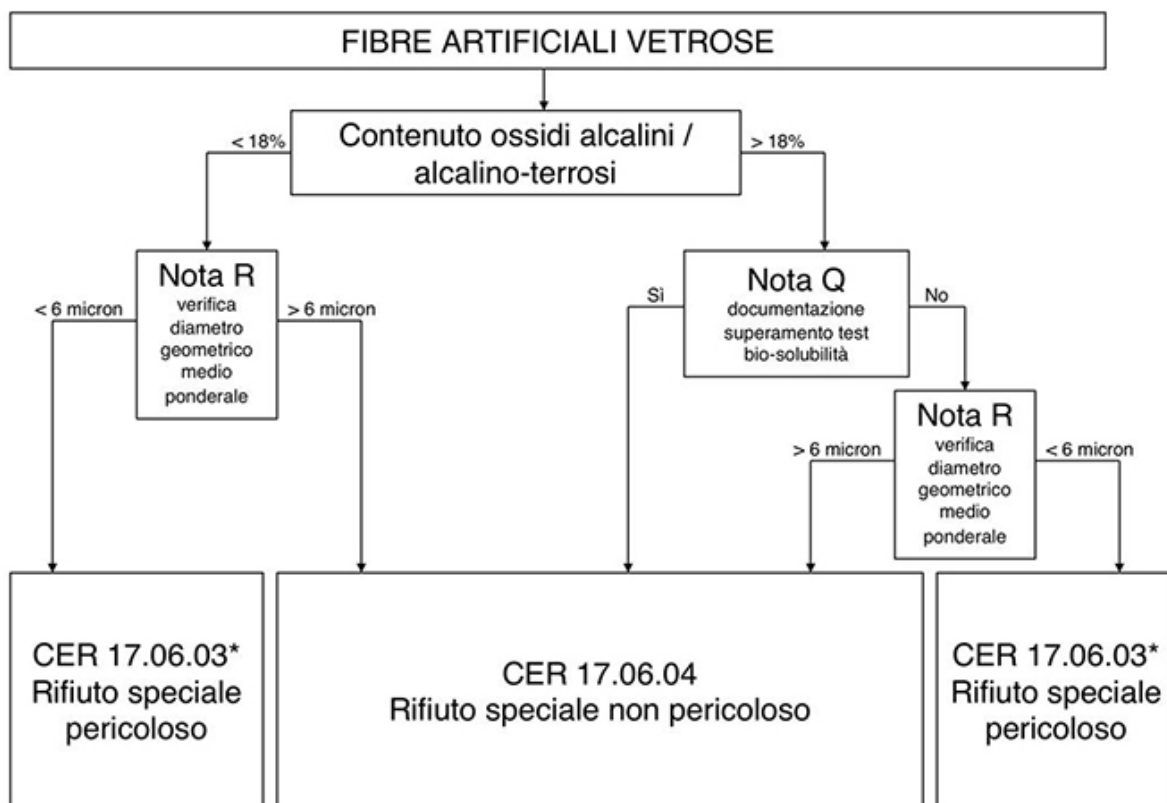 FIBRE ARTIFICIALI VETROSE
Contenuto ossidi alcalini /
alcalino-terrosi
< 18%
> 18%
Nota R
verifica
diametro
geometrico
medio
ponderale
< 6 micron
> 6 micron
Nota Q
documentazione
superamento test
bio-solubilità
Sì
No
Nota R
verifica
diametro
geometrico
medio
ponderale
> 6 micron
< 6 micron
CER 17.06.03*
Rifiuto speciale
pericoloso
CER 17.06.04
Rifiuto speciale non pericoloso
CER 17.06.03*
Rifiuto speciale
pericoloso